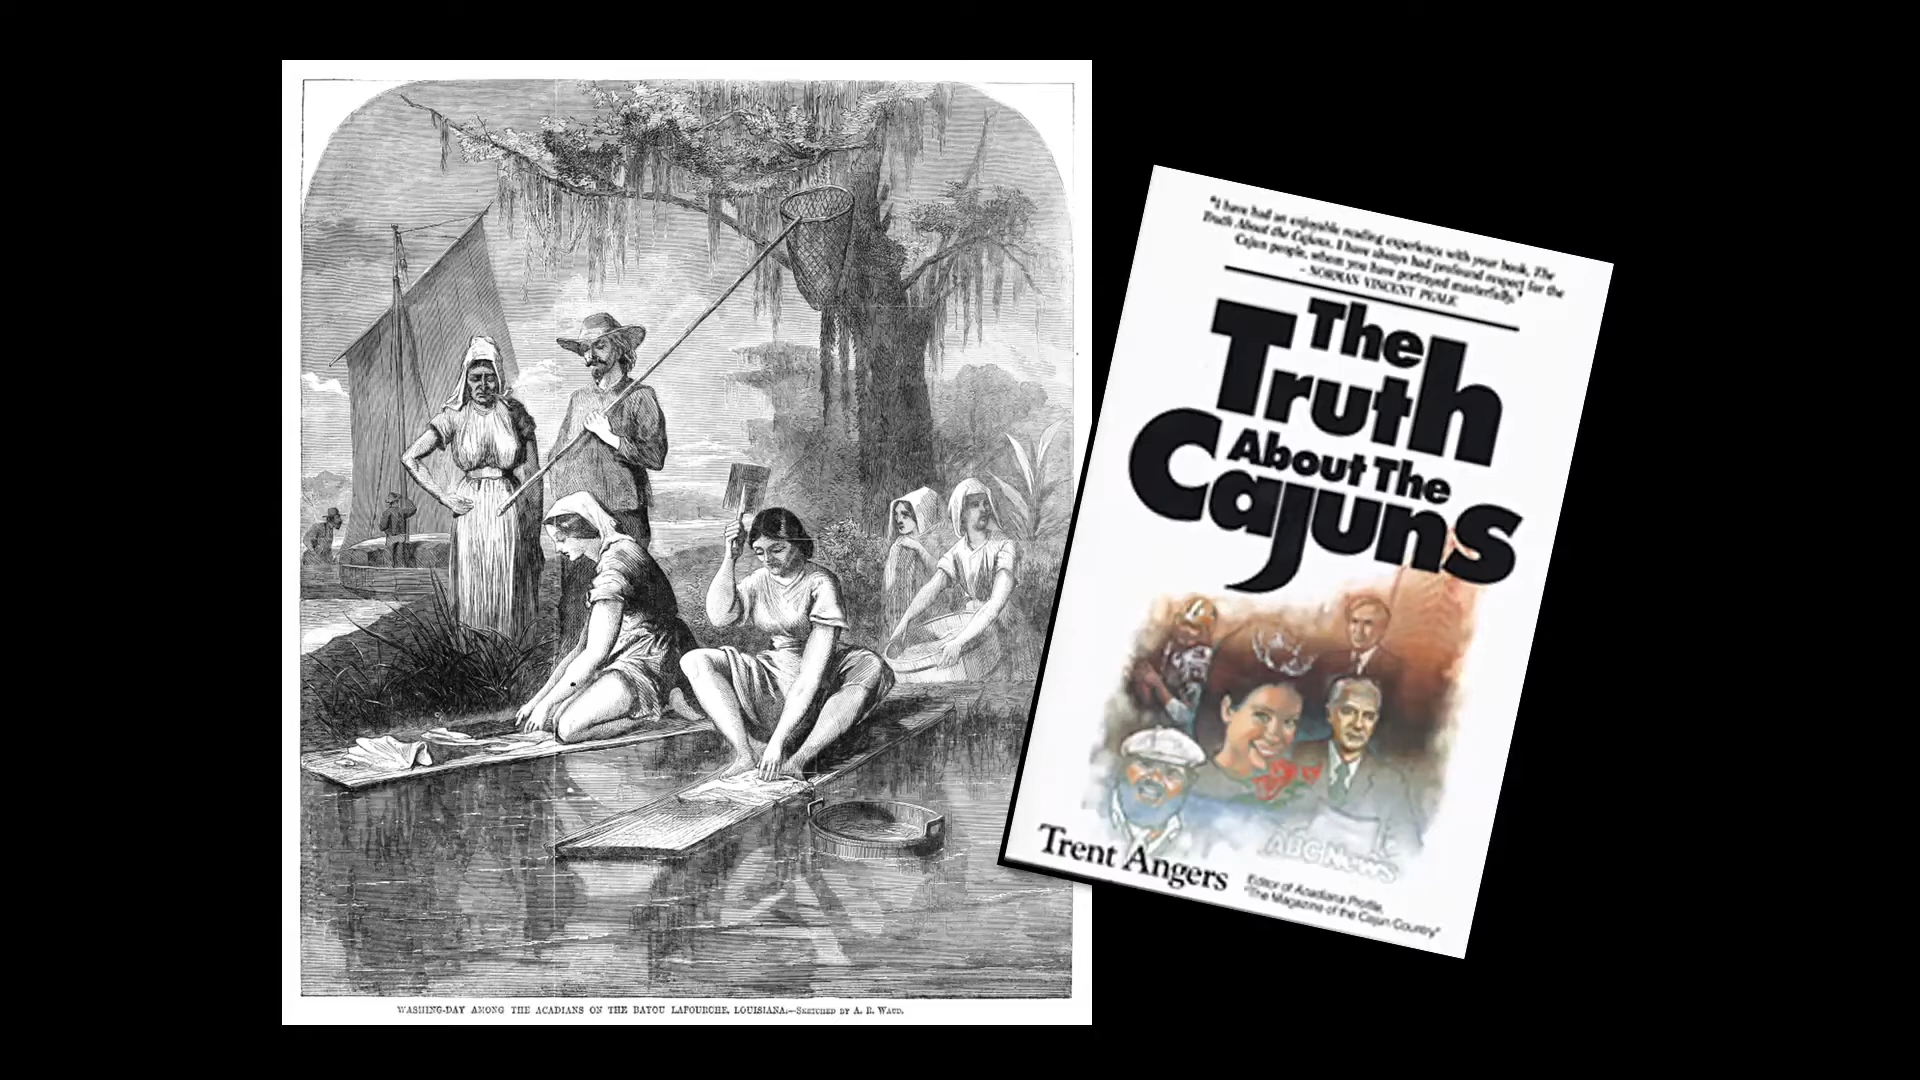 WASHING-DAY AMONG THE ACADIANS ON THE BAYOU LAFOURCHE, LOUISIANA.—SKETCHED BY A. R. WAUD.
"I have had an enjoyable reading experience with your book, The
Truth About the Cajuns. I have always had profound respect for the
Cajun people, whom you have portrayed masterfully."
– NORMAN VINCENT PEALE
The
Truth
About The
Cajuns
ABC News
Trent Angers
Editor of Acadiana Profile,
"The Magazine of the Cajun Country"